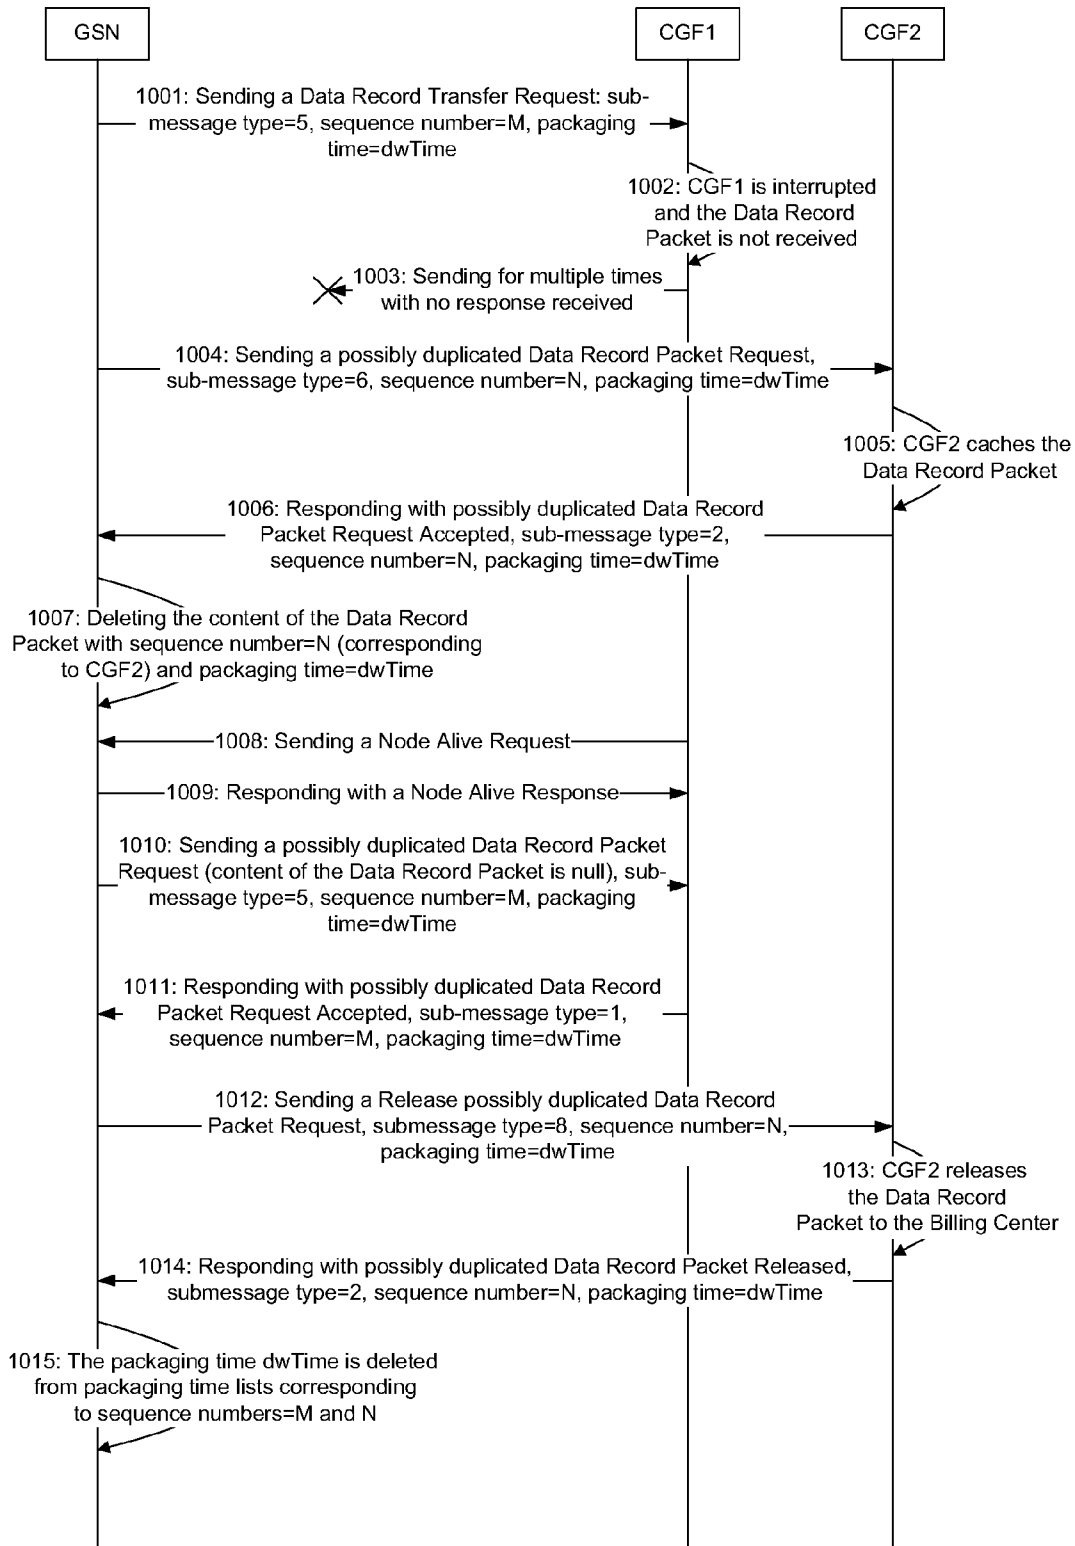 GSN
CGF1
CGF2
1001: Sending a Data Record Transfer Request: sub-
message type=5, sequence number=M, packaging
time=dwTime
1002: CGF1 is interrupted
and the Data Record
Packet is not received
1003: Sending for multiple times
with no response received
1004: Sending a possibly duplicated Data Record Packet Request,
sub-message type=6, sequence number=N, packaging time=dwTime
1005: CGF2 caches the
Data Record Packet
1006: Responding with possibly duplicated Data Record
Packet Request Accepted, sub-message type=2,
sequence number=N, packaging time=dwTime
1007: Deleting the content of the Data Record
Packet with sequence number=N (corresponding
to CGF2) and packaging time=dwTime
1008: Sending a Node Alive Request
1009: Responding with a Node Alive Response
1010: Sending a possibly duplicated Data Record Packet
Request (content of the Data Record Packet is null), sub-
message type=5, sequence number=M, packaging
time=dwTime
1011: Responding with possibly duplicated Data Record
Packet Request Accepted, sub-message type=1,
sequence number=M, packaging time=dwTime
1012: Sending a Release possibly duplicated Data Record
Packet Request, submessage type=8, sequence number=N,
packaging time=dwTime
1013: CGF2 releases
the Data Record
Packet to the Billing Center
1014: Responding with possibly duplicated Data Record Packet Released,
submessage type=2, sequence number=N, packaging time=dwTime
1015: The packaging time dwTime is deleted
from packaging time lists corresponding
to sequence numbers=M and N